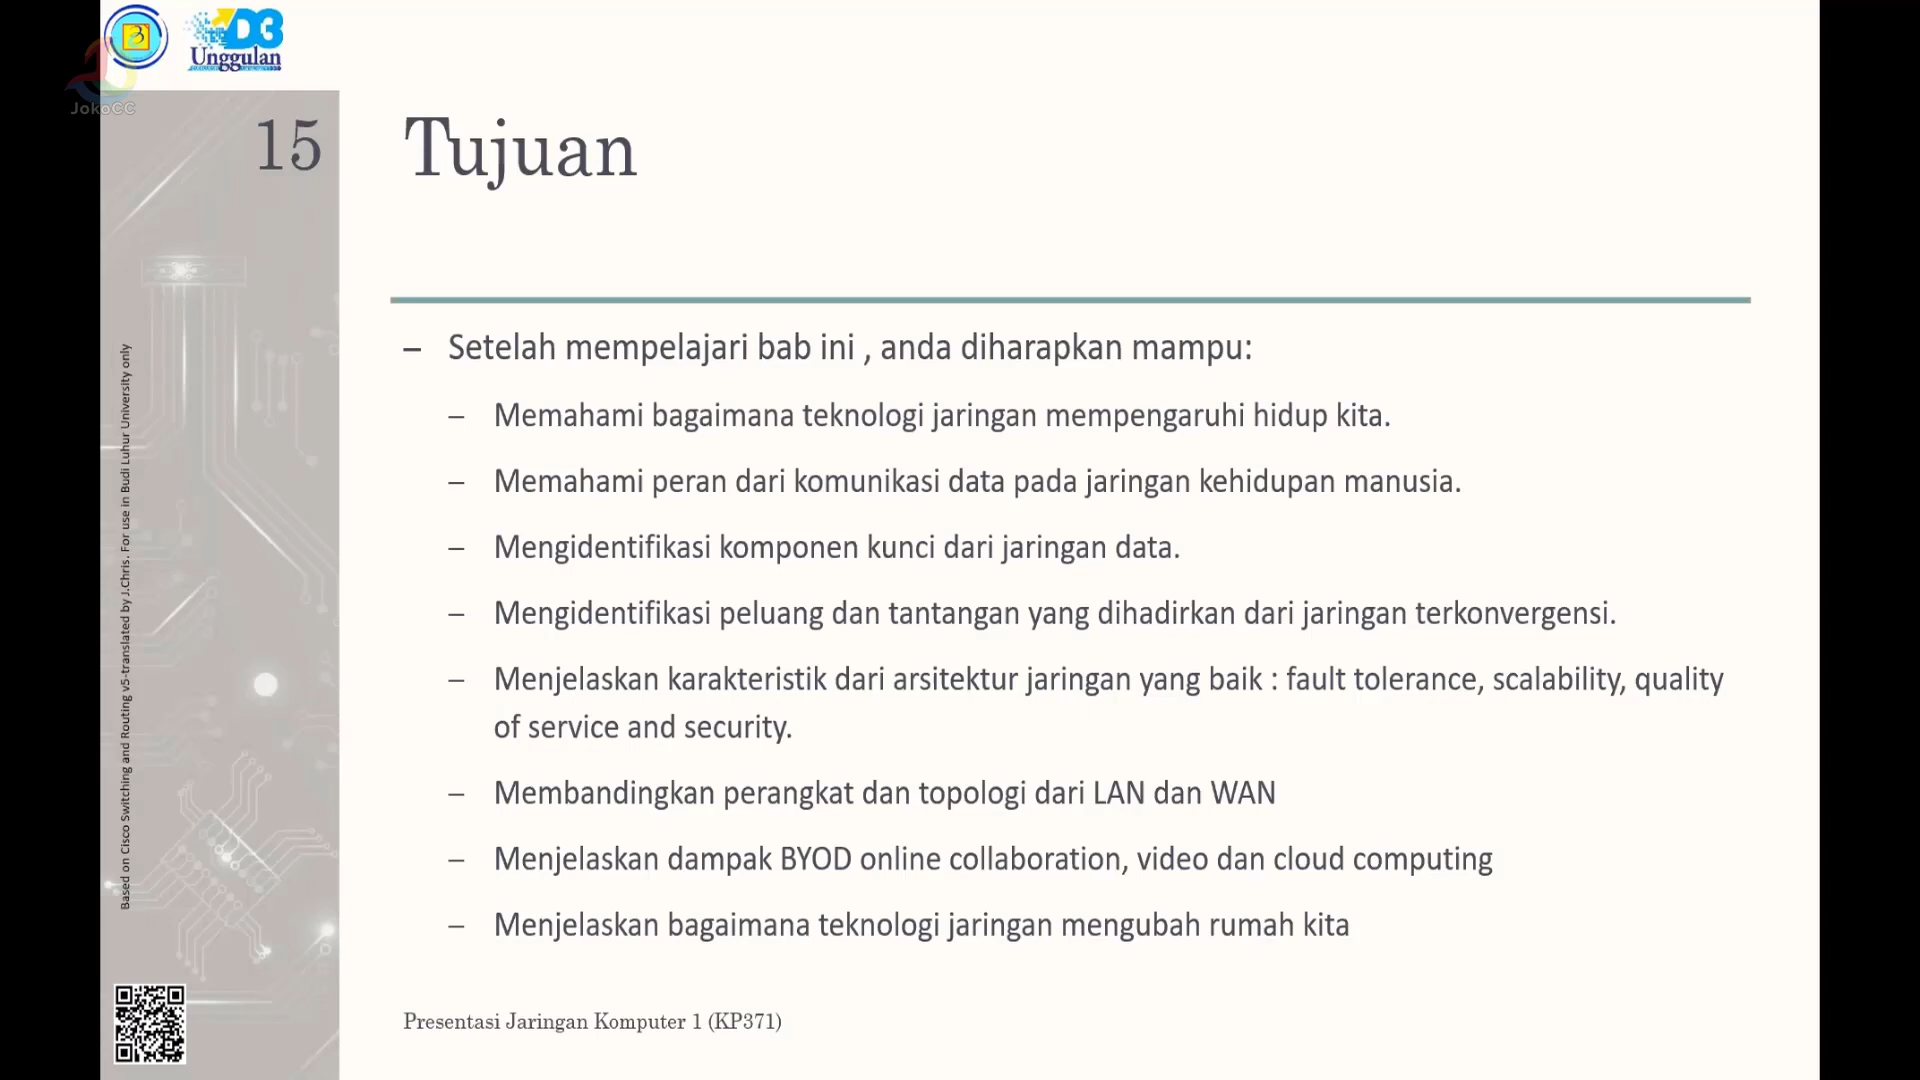 3
D3
Unggulan
JokoCC
15
Tujuan
– Setelah mempelajari bab ini , anda diharapkan mampu:
– Memahami bagaimana teknologi jaringan mempengaruhi hidup kita.
– Memahami peran dari komunikasi data pada jaringan kehidupan manusia.
– Mengidentifikasi komponen kunci dari jaringan data.
– Mengidentifikasi peluang dan tantangan yang dihadirkan dari jaringan terkonvergensi.
– Menjelaskan karakteristik dari arsitektur jaringan yang baik : fault tolerance, scalability, quality
of service and security.
– Membandingkan perangkat dan topologi dari LAN dan WAN
– Menjelaskan dampak BYOD online collaboration, video dan cloud computing
– Menjelaskan bagaimana teknologi jaringan mengubah rumah kita
Based on Cisco Switching and Routing v5-translated by J.Chris. For use in Budi Luhur University only
Presentasi Jaringan Komputer 1 (KP371)